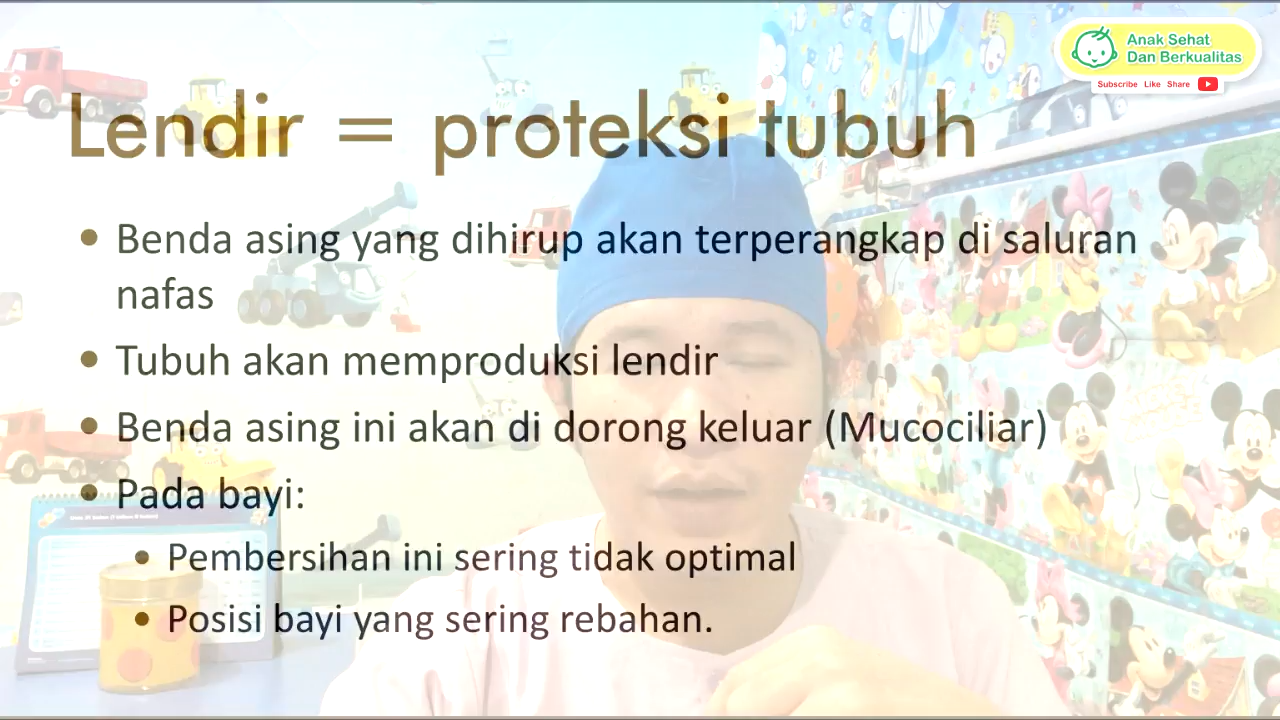 Anak Sehat
Dan Berkualitas
Subscribe Like Share
Lendir = proteksi tubuh
Benda asing yang dihirup akan terperangkap di saluran
nafas
Tubuh akan memproduksi lendir
Benda asing ini akan di dorong keluar (Mucociliar)
Pada bayi:
Pembersihan ini sering tidak optimal
Posisi bayi yang sering rebahan.